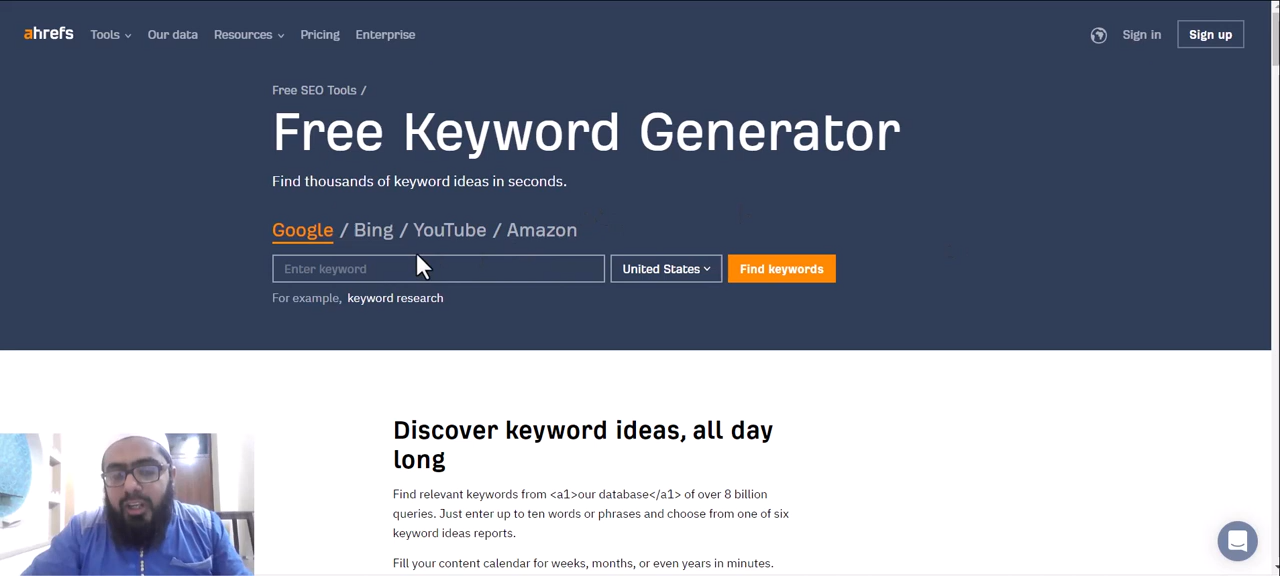 ahrefs Tools Our data Resources Pricing Enterprise Sign in Sign up
Free SEO Tools /
Free Keyword Generator
Find thousands of keyword ideas in seconds.
Google / Bing / YouTube / Amazon
Enter keyword United States Find keywords
For example, keyword research
Discover keyword ideas, all day
long
Find relevant keywords from <a1>our database</a1> of over 8 billion
queries. Just enter up to ten words or phrases and choose from one of six
keyword ideas reports.
Fill your content calendar for weeks, months, or even years in minutes.